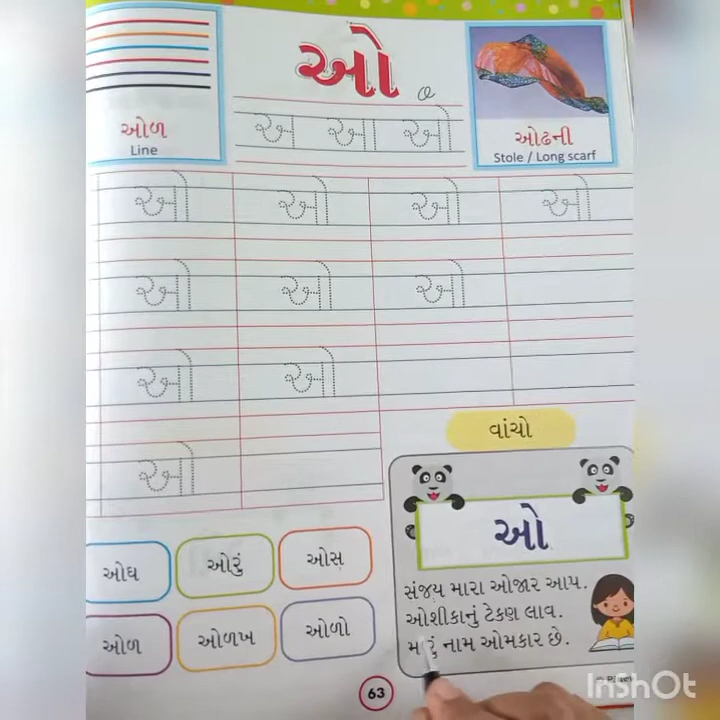 ઓ
ઓળ
Line
a
અ આ ઓ
ઓઢની
Stole / Long scarf
ઓ ઓ ઓ ઓ
ઓ ઓ ઓ
ઓ ઓ
ઓ
વાંચો
ઓ
સંજય મારા ઓજાર આપ.
ઓશીકાનું ટેકણ લાવ.
નામ ઓમકાર છે.
ઓઘ ઓરું ઓસ
ઓળ ઓળખ ઓળો
63
InShOt